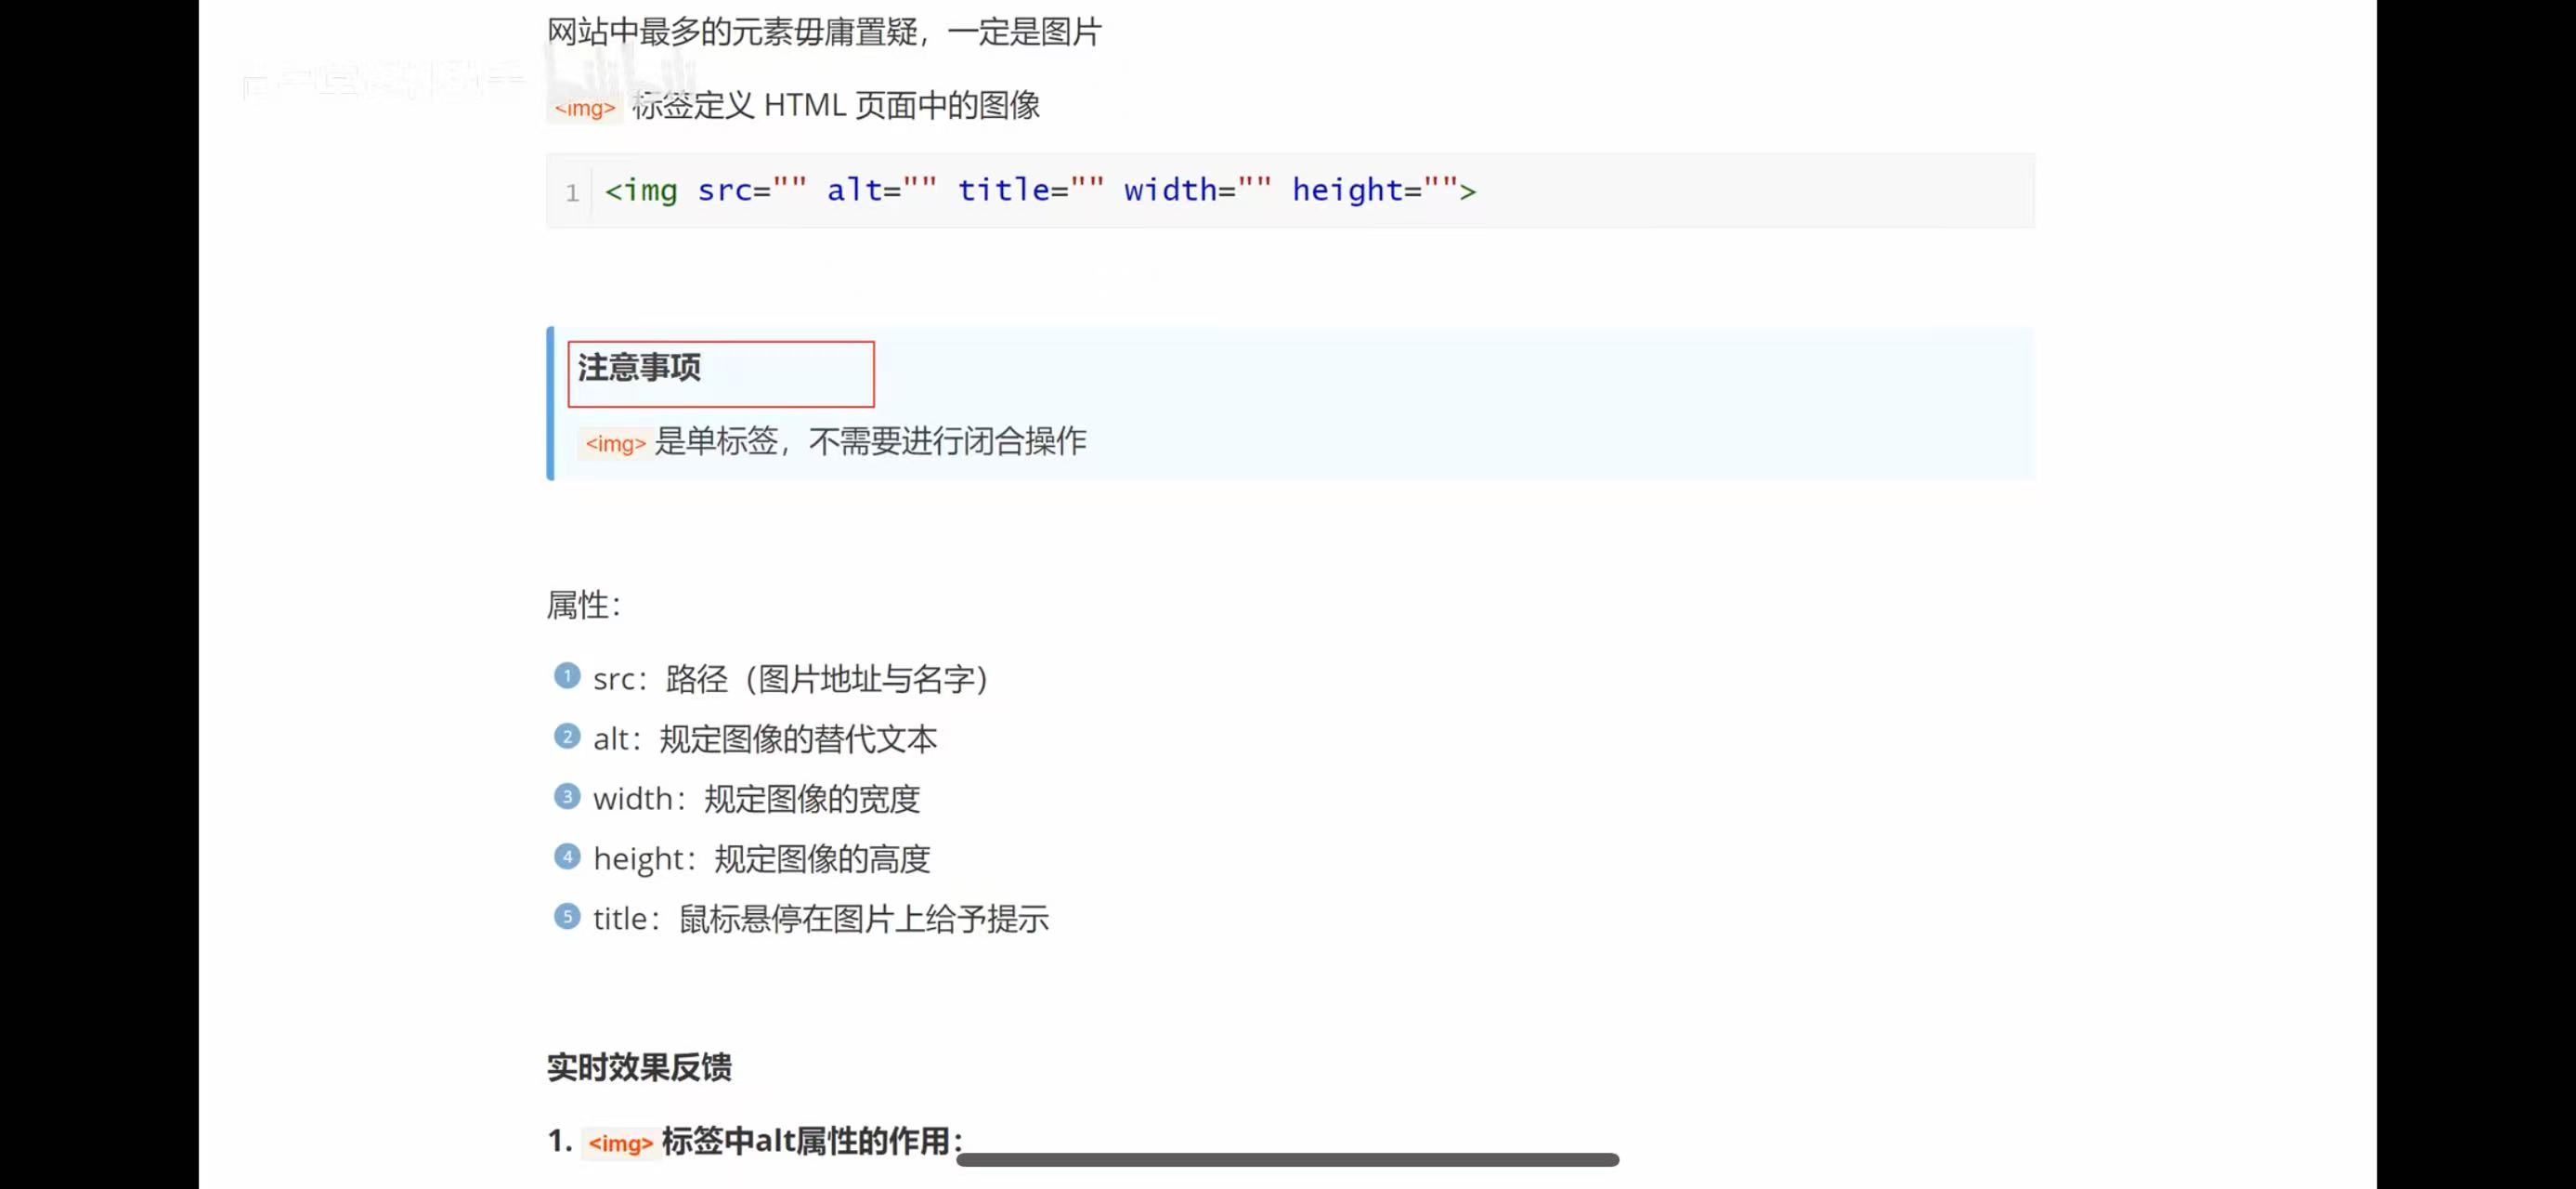 网站中最多的元素毋庸置疑，一定是图片
<img> 标签定义 HTML 页面中的图像
1 <img src="" alt="" title="" width="" height="">
注意事项
<img>是单标签，不需要进行闭合操作
属性：
1 src：路径（图片地址与名字）
2 alt：规定图像的替代文本
3 width：规定图像的宽度
4 height：规定图像的高度
5 title：鼠标悬停在图片上给予提示
实时效果反馈
1. <img>标签中alt属性的作用：